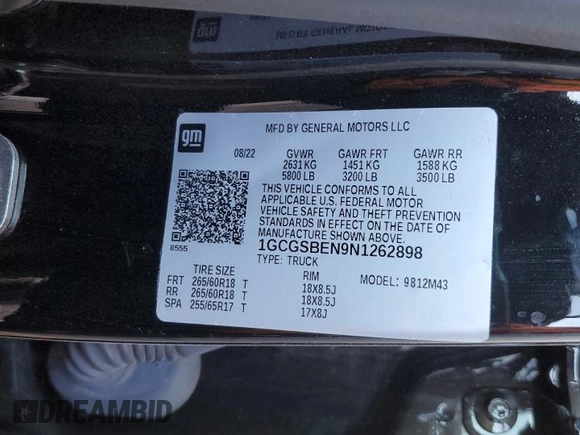 gm
MFD BY GENERAL MOTORS LLC
08/22 GVWR GAWR FRT GAWR RR
2631 KG 1451 KG 1588 KG
5800 LB 3200 LB 3500 LB
THIS VEHICLE CONFORMS TO ALL
APPLICABLE U.S. FEDERAL MOTOR
VEHICLE SAFETY AND THEFT PREVENTION
STANDARDS IN EFFECT ON THE DATE OF
MANUFACTURE SHOWN ABOVE.
8555 1GCGSBEN9N1262898
TYPE: TRUCK
TIRE SIZE RIM MODEL: 9812M43
FRT 265/60R18 T 18X8.5J
RR 265/60R18 T 18X8.5J
SPA 255/65R17 T 17X8J
DREAMBID